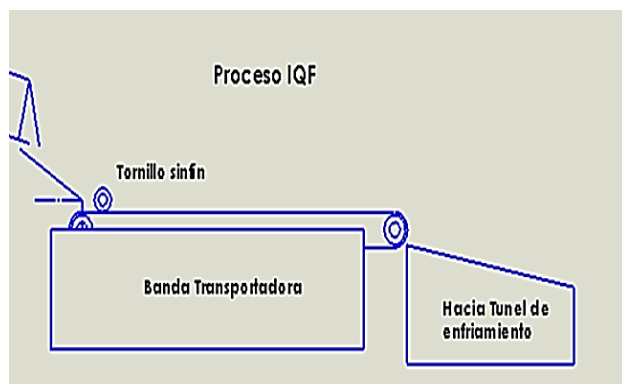 Proceso IQF
Tornillo sinfin
Banda Transportadora
Hacia Tunel de
enfriamiento